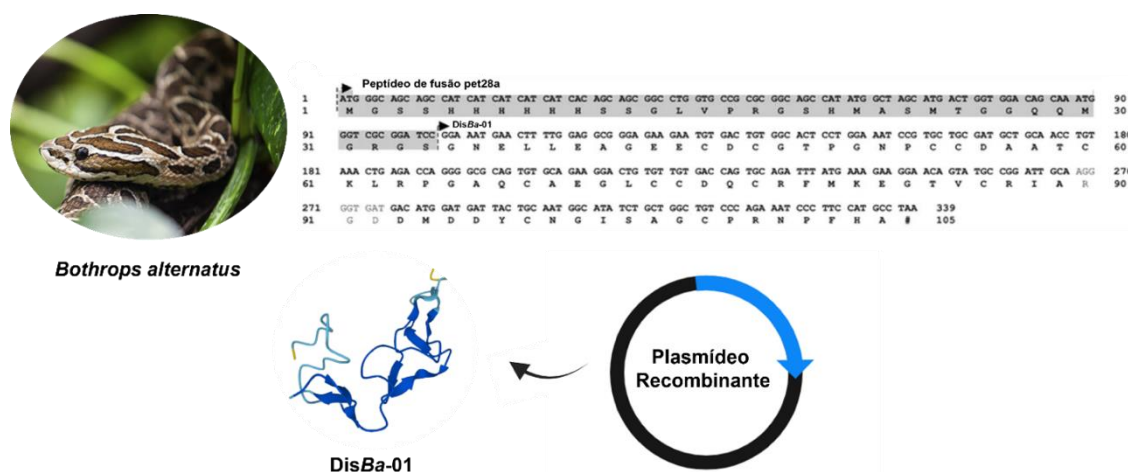 Peptídeo de fusão pet28a
1 ATG GGC AGC AGC CAT CAT CAT CAT CAT CAC AGC AGC GGC CTG GTG CCG CGC GGC AGC CAT ATG GCT AGC ATG ACT GGT GGA CAG CAA ATG 90
1 M G S S H H H H H H S S G L V P R G S H M A S M T G G Q Q M 30
DisBa-01
91 GGT CGC GGA TCC GGA AAT GAA CTT TTG GAG GCG GGA GAA GAA TGT GAC TGT GGC ACT CCT GGA AAT CCG TGC TGC GAT GCT GCA ACC TGT 180
31 G R G S G N E L L E A G E E C D C G T P G N P C C D A A T C 60
181 AAA CTG AGA CCA GGG GCG CAG TGT GCA GAA GGA CTG TGT TGT GAC CAG TGC AGA TTT ATG AAA GAA GGA ACA GTA TGC CGG ATT GCA AGG 270
61 K L R P G A Q C A E G L C C D Q C R F M K E G T V C R I A R 90
271 GGT GAT GAC ATG GAT GAT TAC TGC AAT GGC ATA TCT GCT GGC TGT CCC AGA AAT CCC TTC CAT GCC TAA 339
91 G D D M D D Y C N G I S A G C P R N P F H A # 105
Bothrops alternatus
Plasmídeo
Recombinante
DisBa-01